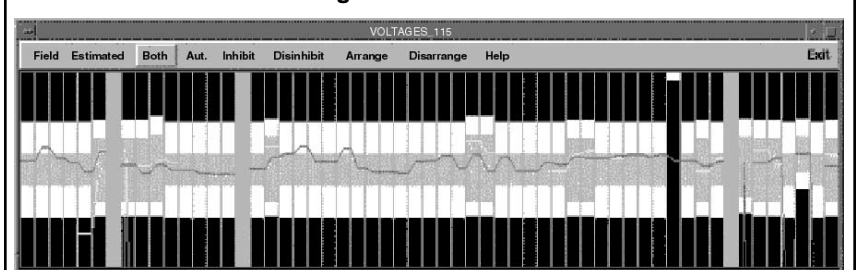 VOLTAGES_115
Field Estimated Both Aut. Inhibit Disinhibit Arrange Disarrange Help Exit